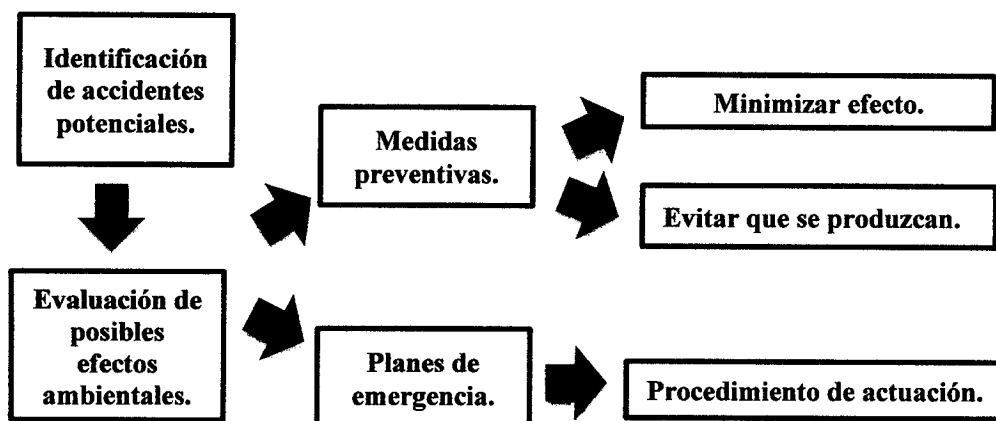 Identificación
de accidentes
potenciales.
Medidas
preventivas.
Minimizar efecto.
Evitar que se produzcan.
Evaluación de
posibles
efectos
ambientales.
Planes de
emergencia.
Procedimiento de actuación.